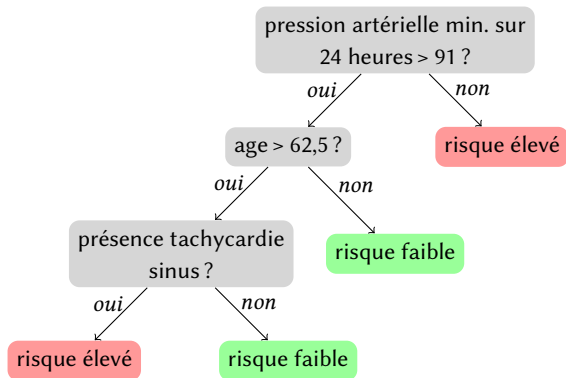 pression artérielle min. sur
24 heures > 91 ?
oui
non
age > 62,5 ?
risque élevé
oui
non
présence tachycardie
sinus ?
risque faible
oui
non
risque élevé
risque faible